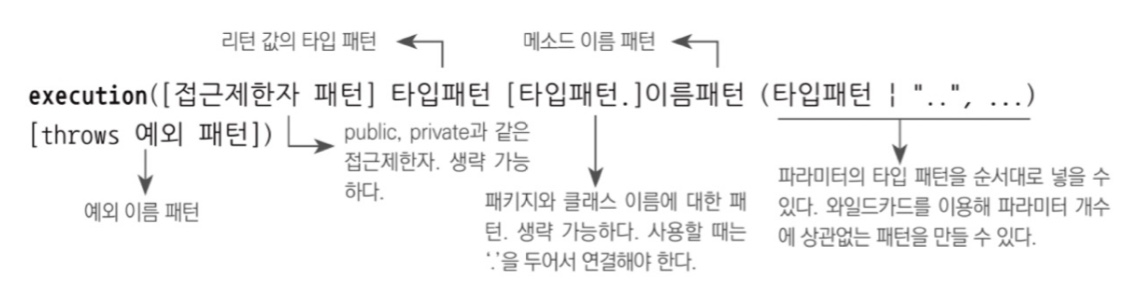 리턴 값의 타입 패턴
메소드 이름 패턴
execution([접근제한자 패턴] 타입패턴 [타입패턴.]이름패턴 (타입패턴 | "..", ...)
[throws 예외 패턴])
public, private과 같은
접근제한자. 생략 가능
하다.
예외 이름 패턴
패키지와 클래스 이름에 대한 패
턴. 생략 가능하다. 사용할 때는
‘.’을 두어서 연결해야 한다.
파라미터의 타입 패턴을 순서대로 넣을 수
있다. 와일드카드를 이용해 파라미터 개수
에 상관없는 패턴을 만들 수 있다.